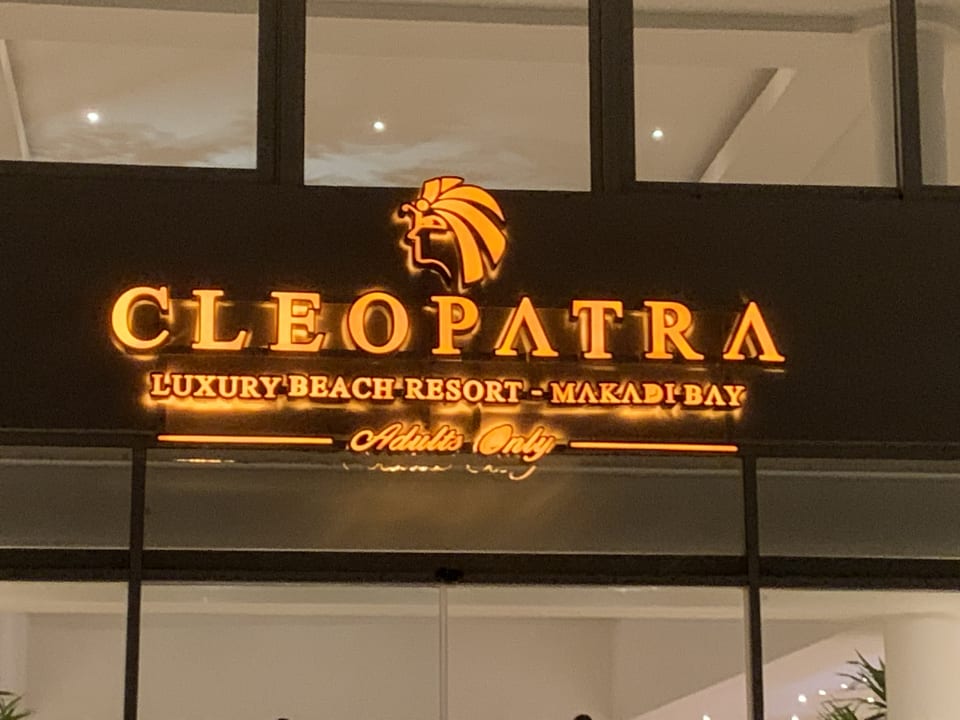 CLEOPATRA
LUXURY BEACH RESORT - MAKADI BAY
Adults Only